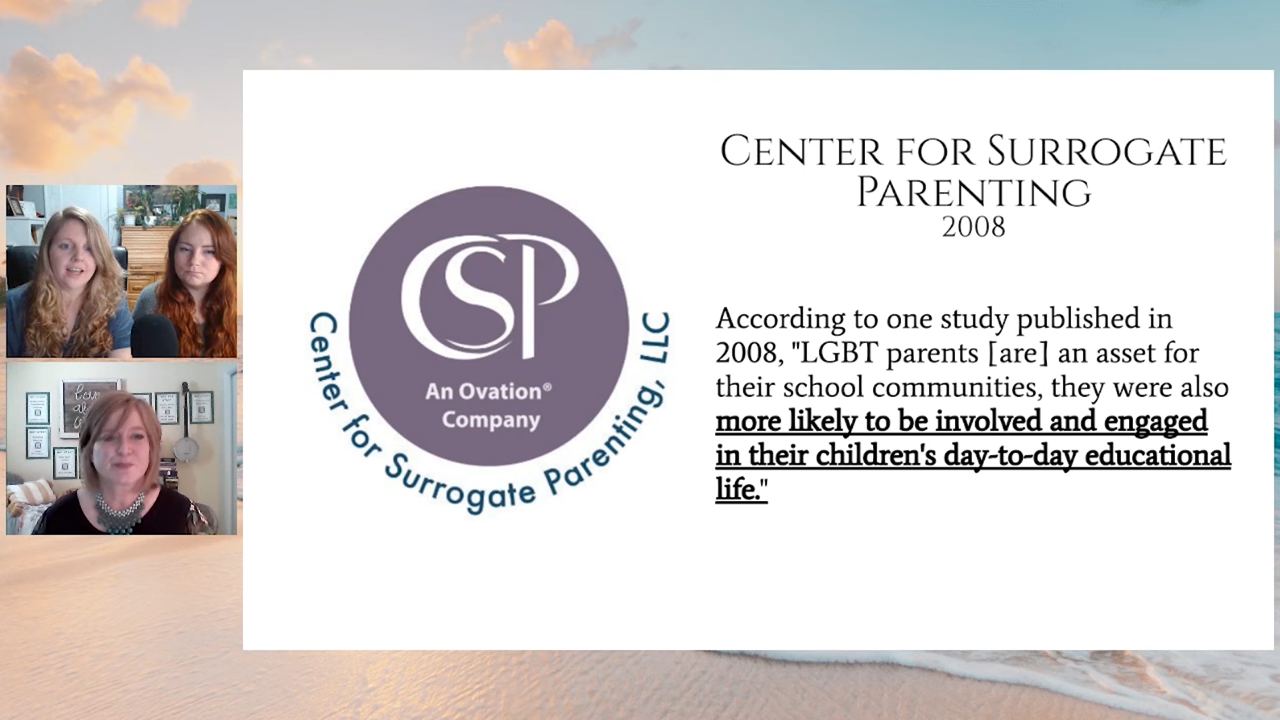 CSP
An Ovation®
Company
Center for Surrogate Parenting, LLC
CENTER FOR SURROGATE
PARENTING
2008
According to one study published in
2008, "LGBT parents [are] an asset for
their school communities, they were also
more likely to be involved and engaged
in their children's day-to-day educational
life."